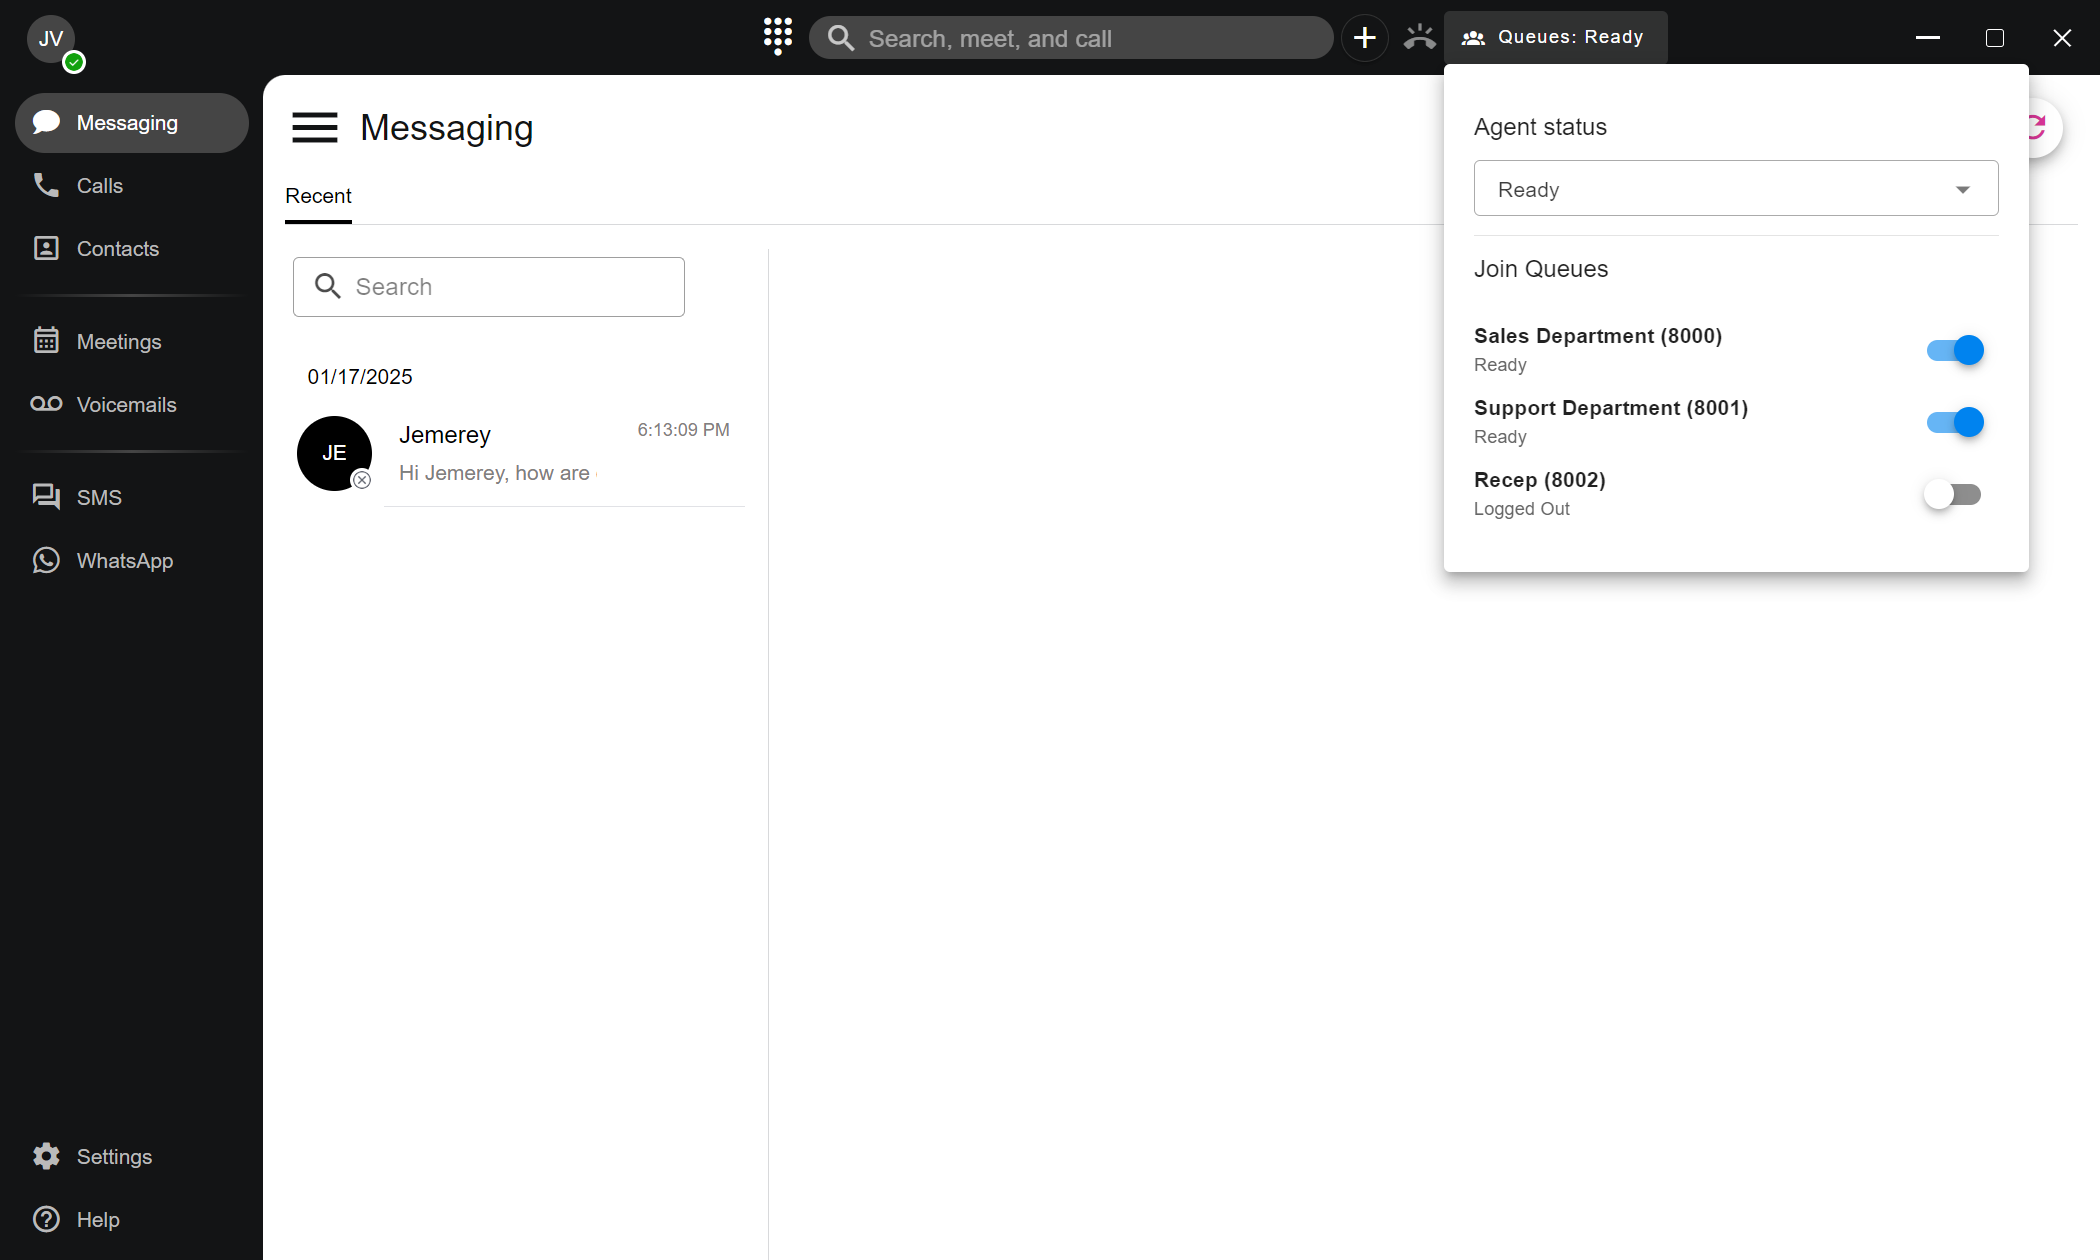 JV
Search, meet, and call
Queues: Ready
Messaging
Calls
Contacts
Meetings
Voicemails
SMS
WhatsApp
Settings
Help
Messaging
Recent
Search
01/17/2025
JE
Jemerey
6:13:09 PM
Hi Jemerey, how are
Agent status
Ready
Join Queues
Sales Department (8000)
Ready
Support Department (8001)
Ready
Recep (8002)
Logged Out